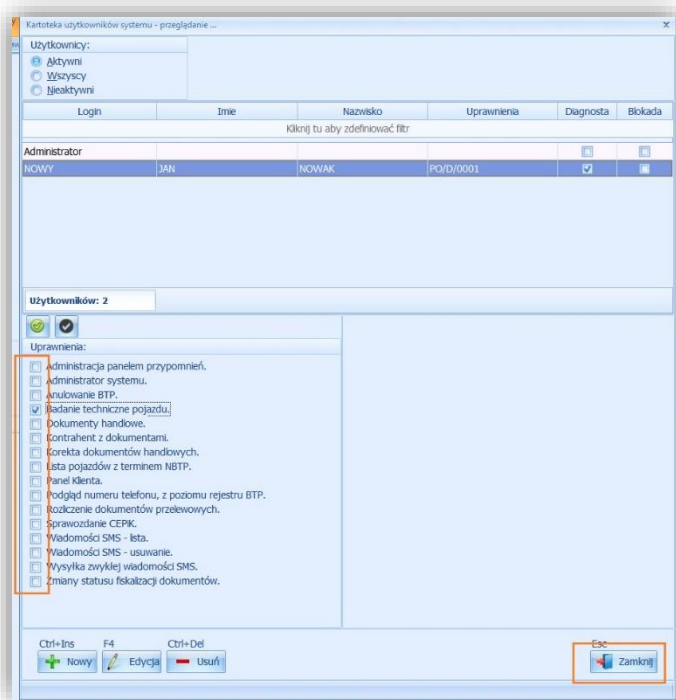 Kartoteka użytkowników systemu - przeglądanie ...
Użytkownicy:
Aktywni
Wszyscy
Nieaktywni
Login Imie Nazwisko Uprawnienia Diagnosta Blokada
Kliknij tu aby zdefiniować filtr
Administrator
NOWY JAN NOWAK PO/D/0001
Użytkowników: 2
Uprawnienia:
Administracja panelem przypomnień.
Administrator systemu.
Anulowanie BTP.
Badanie techniczne pojazdu.
Dokumenty handlowe.
Kontrahent z dokumentami.
Korekta dokumentów handlowych.
Lista pojazdów z terminem NBTP.
Panel Klienta.
Podgląd numeru telefonu, z poziomu rejestru BTP.
Rozliczenie dokumentów przelewowych.
Sprawozdanie CEPiK.
Wiadomości SMS - lista.
Wiadomości SMS - usuwanie.
Wysyłka zwykłej wiadomości SMS.
Zmiany statusu fiskalizacji dokumentów.
Ctrl+Ins F4 Ctrl+Del Esc
Nowy Edycja Usuń Zamknij